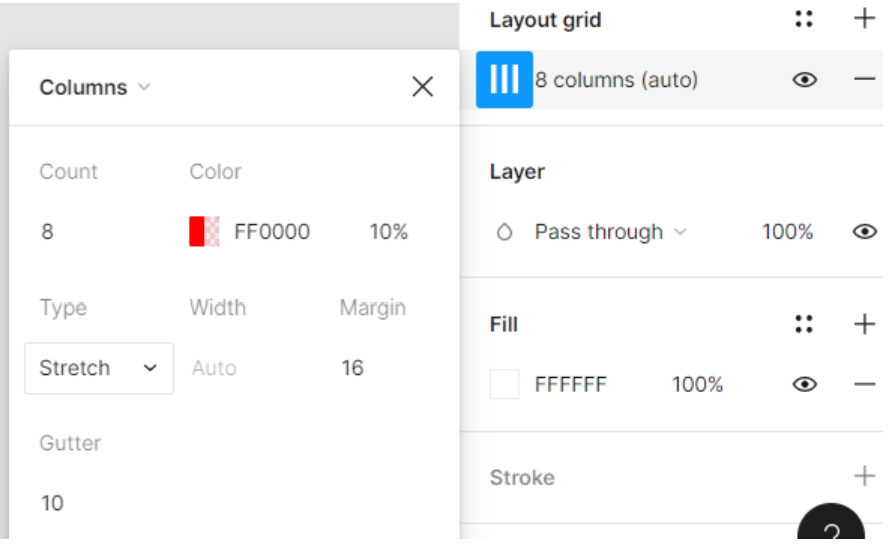 Columns
Count Color
8 FF0000 10%
Type Width Margin
Stretch Auto 16
Gutter
10
Layout grid
8 columns (auto)
Layer
Pass through 100%
Fill
FFFFFF 100%
Stroke
?